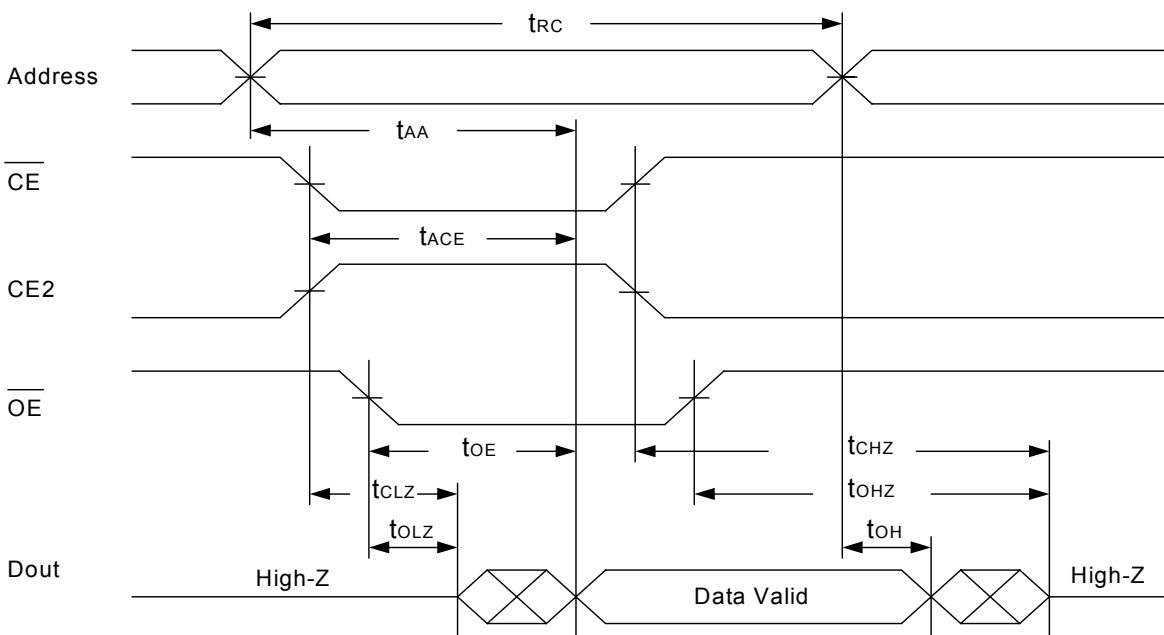 tRC
Address
tAA
CE
tACE
CE2
OE
tOE
tCHZ
tCLZ
tOHZ
tOLZ
tOH
Dout
High-Z
Data Valid
High-Z